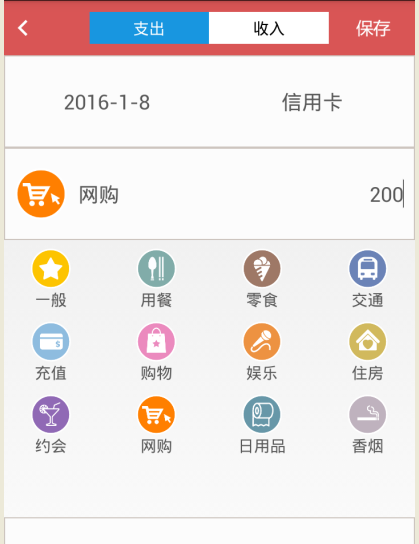 支出 收入 保存
2016-1-8 信用卡
网购 200
一般 用餐 零食 交通
充值 购物 娱乐 住房
约会 网购 日用品 香烟